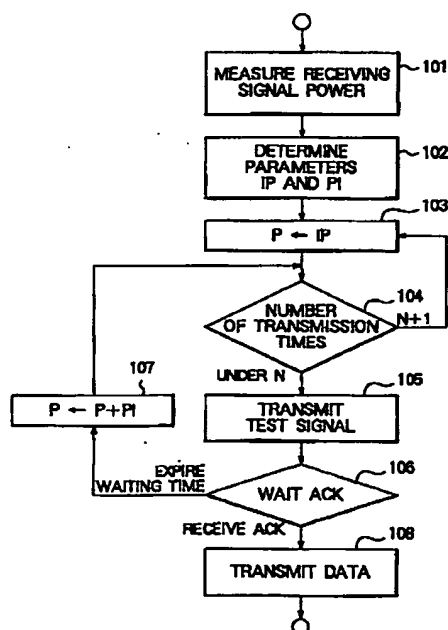 MEASURE RECEIVING
SIGNAL POWER
101
DETERMINE
PARAMETERS
IP AND PI
102
P ← IP
103
NUMBER
OF TRANSMISSION
TIMES
104
N+1
UNDER N
107
P ← P+PI
TRANSMIT
TEST SIGNAL
105
EXPIRE
WAITING TIME
WAIT ACK
106
RECEIVE ACK
108
TRANSMIT DATA